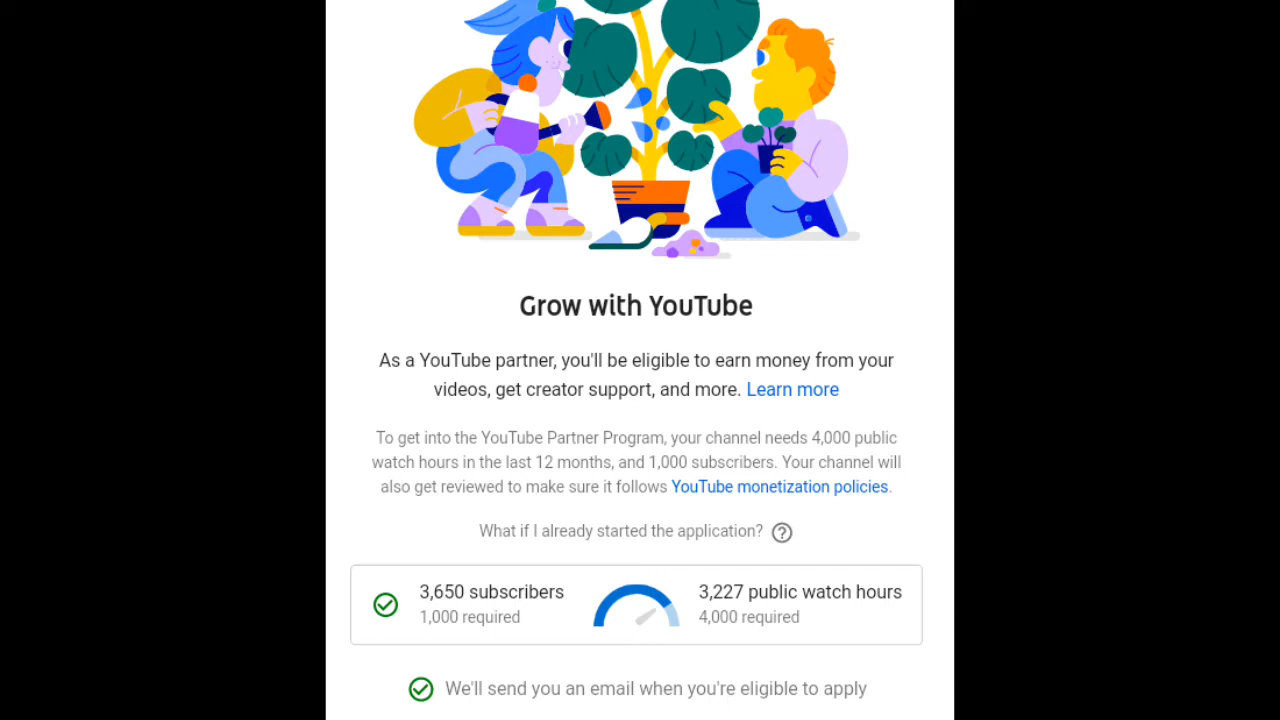 Grow with YouTube
As a YouTube partner, you'll be eligible to earn money from your
videos, get creator support, and more. Learn more
To get into the YouTube Partner Program, your channel needs 4,000 public
watch hours in the last 12 months, and 1,000 subscribers. Your channel will
also get reviewed to make sure it follows YouTube monetization policies.
What if I already started the application?
3,650 subscribers
1,000 required
3,227 public watch hours
4,000 required
We'll send you an email when you're eligible to apply